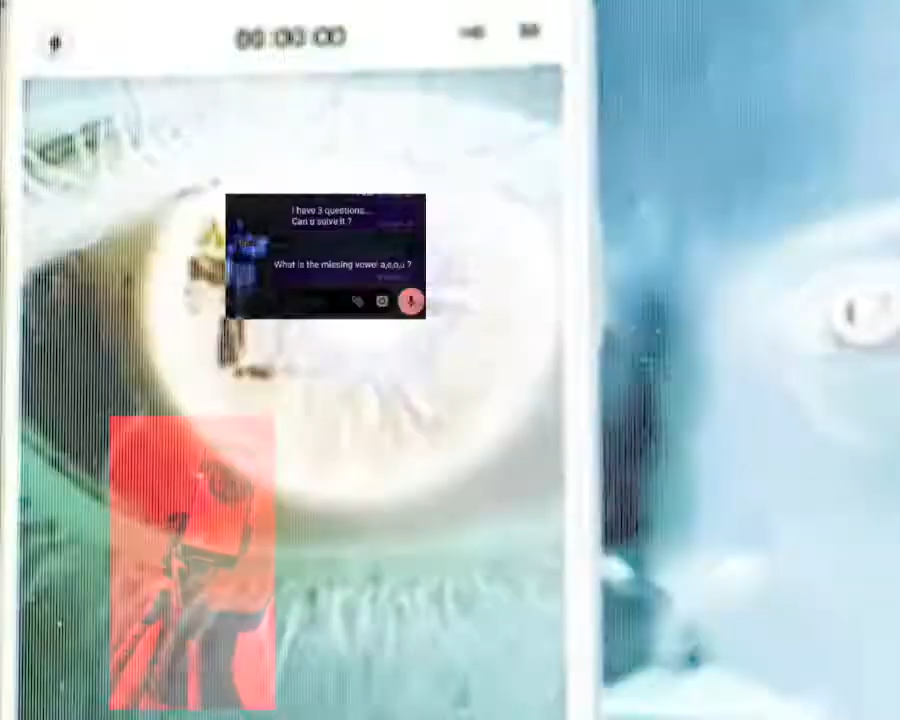 00:00:00
I have 3 questions...
Can u solve it ?
What is the missing vowel a,e,o,u ?